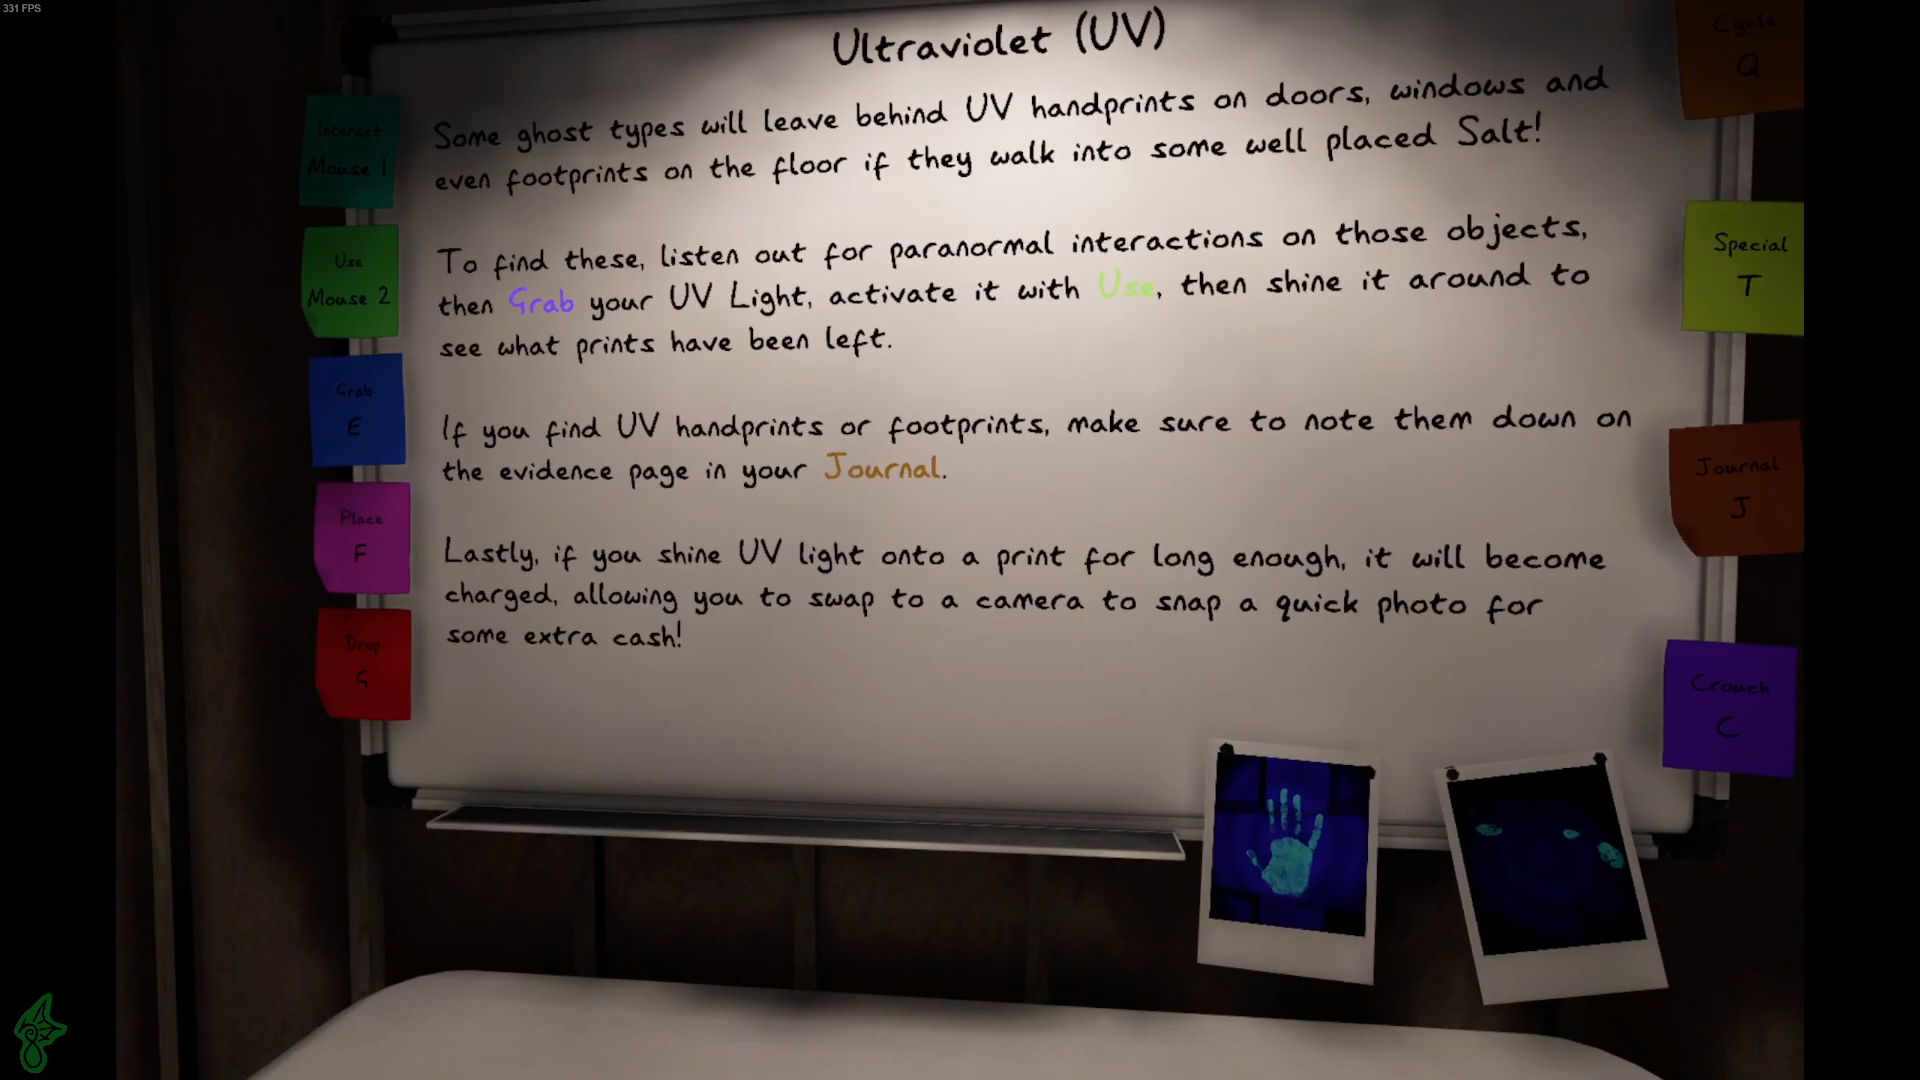 331 FPS
Ultraviolet (UV)
Some ghost types will leave behind UV handprints on doors, windows and
even footprints on the floor if they walk into some well placed Salt!
To find these, listen out for paranormal interactions on those objects,
then Grab your UV Light, activate it with Use, then shine it around to
see what prints have been left.
If you find UV handprints or footprints, make sure to note them down on
the evidence page in your Journal.
Lastly, if you shine UV light onto a print for long enough, it will become
charged, allowing you to swap to a camera to snap a quick photo for
some extra cash!
Interact
Mouse 1
Use
Mouse 2
Grab
E
Place
F
Drop
G
Cycle
Q
Special
T
Journal
J
Crouch
C